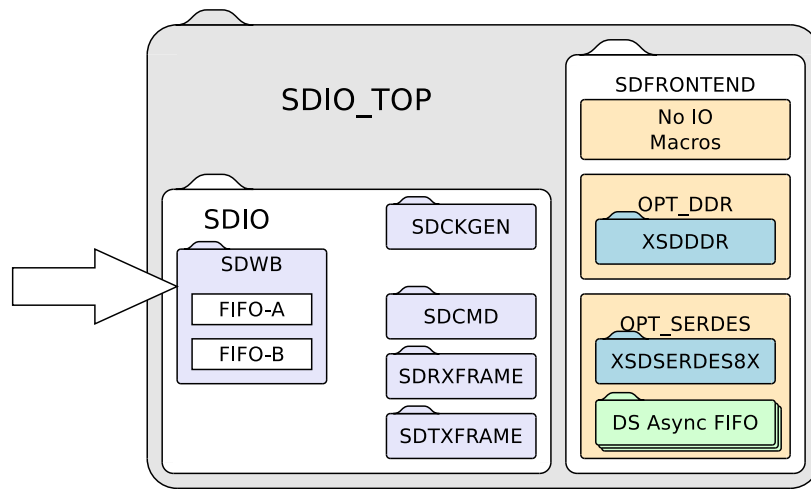 SDIO_TOP
SDIO
SDWB
FIFO-A
FIFO-B
SDCKGEN
SDCMD
SDRXFRAME
SDTXFRAME
SDFRONTEND
No IO
Macros
OPT_DDR
XSDDDR
OPT_SERDES
XSDSERDES8X
DS Async FIFO